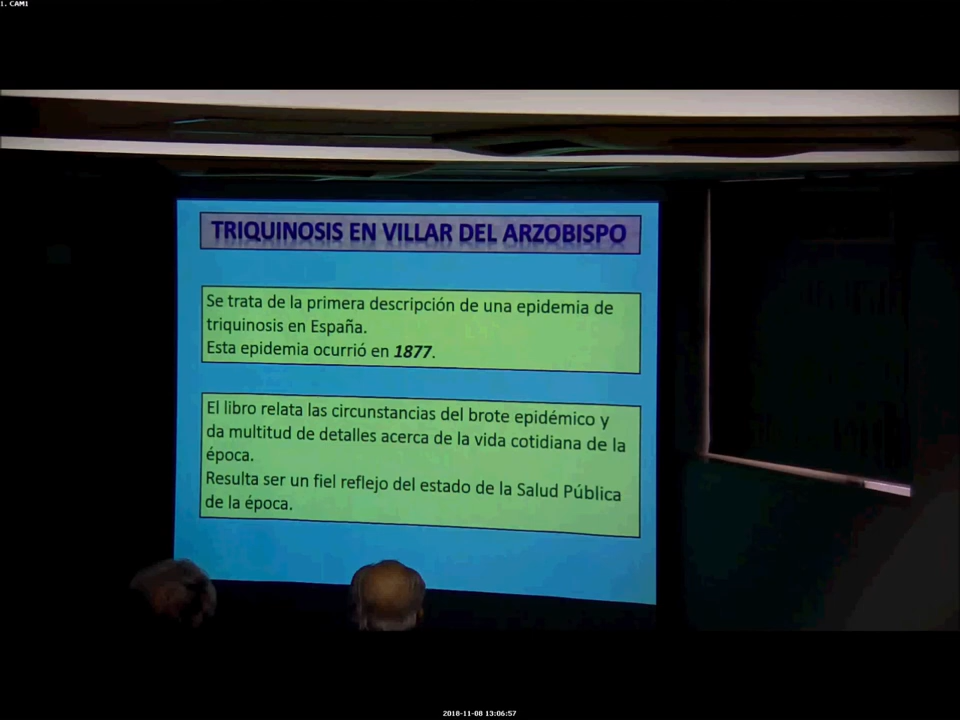 1. CAM1
TRIQUINOSIS EN VILLAR DEL ARZOBISPO
Se trata de la primera descripción de una epidemia de
triquinosis en España.
Esta epidemia ocurrió en 1877.
El libro relata las circunstancias del brote epidémico y
da multitud de detalles acerca de la vida cotidiana de la
época.
Resulta ser un fiel reflejo del estado de la Salud Pública
de la época.
2018-11-08 13:06:57